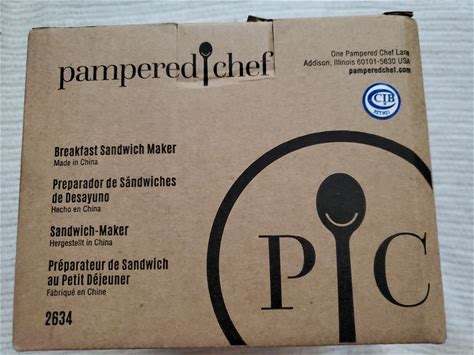 pampered chef
One Pampered Chef Lane
Addison, Illinois 60101-5630 USA
pamperedchef.com
Breakfast Sandwich Maker
Made in China
Preparador de Sándwiches
de Desayuno
Hecho en China
Sandwich-Maker
Hergestellt in China
Préparateur de Sandwich
au Petit Déjeuner
Fabriqué en Chine
2634
P C